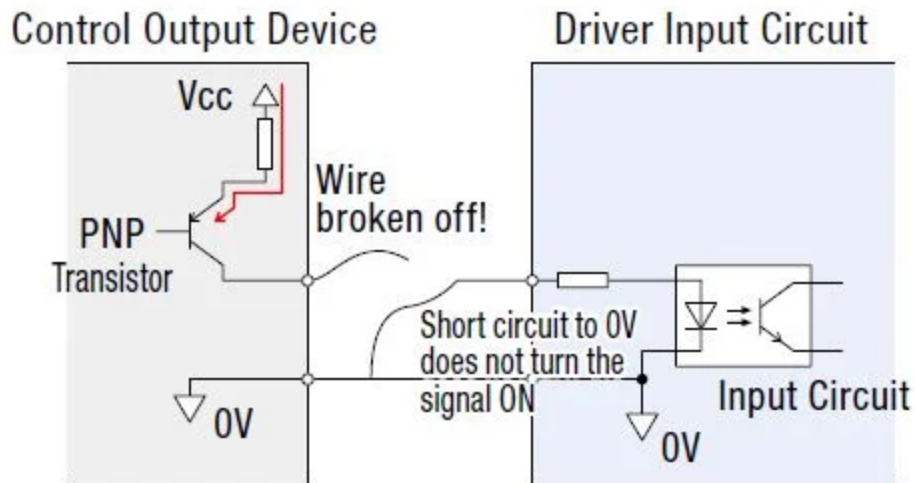 Control Output Device
Driver Input Circuit
Vcc
Wire
broken off!
PNP
Transistor
Short circuit to 0V
does not turn the
signal ON
Input Circuit
0V
0V